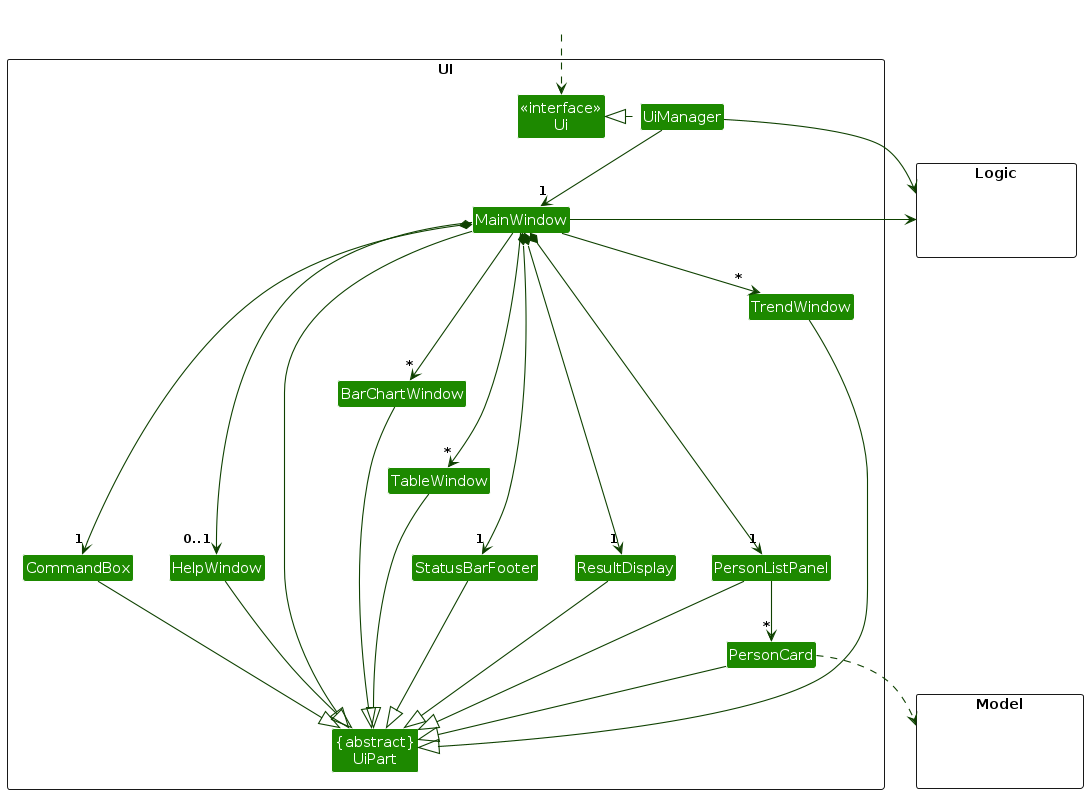 UI
«interface»
Ui
UiManager
Logic
1
MainWindow
*
TrendWindow
*
BarChartWindow
*
TableWindow
1
0..1
1
1
1
CommandBox
HelpWindow
StatusBarFooter
ResultDisplay
PersonListPanel
*
PersonCard
Model
{abstract}
UiPart